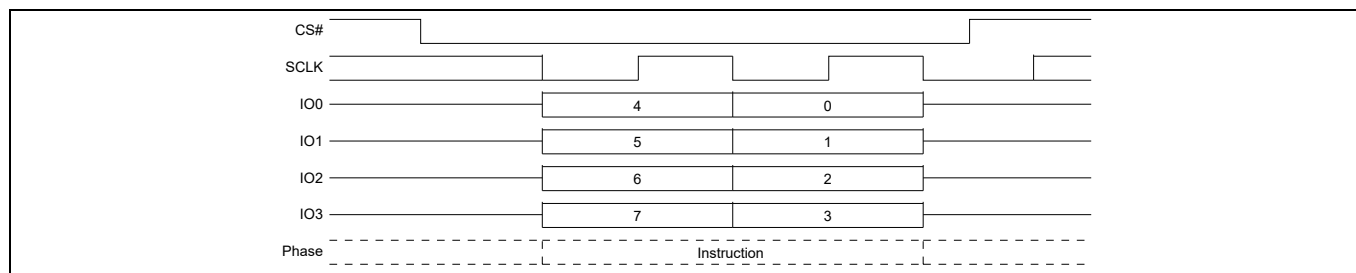 CS#
SCLK
IO0 4 0
IO1 5 1
IO2 6 2
IO3 7 3
Phase Instruction